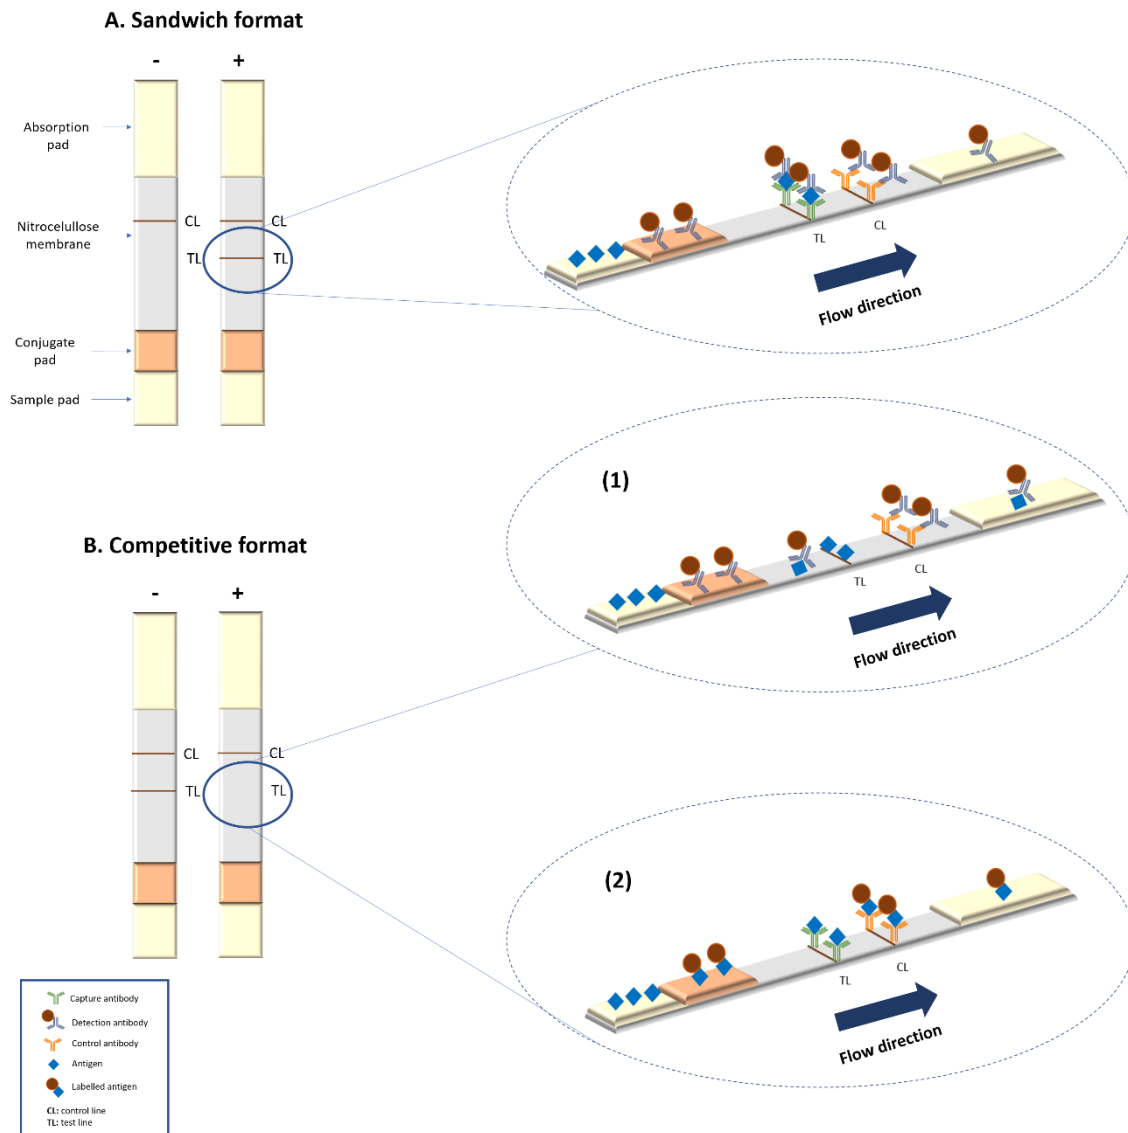 A. Sandwich format
-
+
Absorption
pad
Nitrocellulose
membrane
CL
CL
TL
TL
Conjugate
pad
Sample pad
TL
CL
Flow direction
B. Competitive format
-
+
CL
CL
TL
TL
(1)
TL
CL
Flow direction
(2)
TL
CL
Flow direction
Capture antibody
Detection antibody
Control antibody
Antigen
Labelled antigen
CL: control line
TL: test line